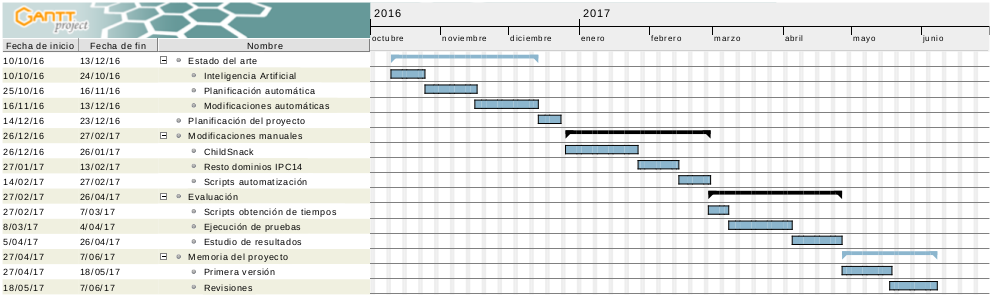 GANTT
project
2016 2017
octubre noviembre diciembre enero febrero marzo abril mayo junio
Fecha de inicio Fecha de fin Nombre
10/10/16 13/12/16 Estado del arte
10/10/16 24/10/16 Inteligencia Artificial
25/10/16 16/11/16 Planificación automática
16/11/16 13/12/16 Modificaciones automáticas
14/12/16 23/12/16 Planificación del proyecto
26/12/16 27/02/17 Modificaciones manuales
26/12/16 26/01/17 ChildSnack
27/01/17 13/02/17 Resto dominios IPC14
14/02/17 27/02/17 Scripts automatización
27/02/17 26/04/17 Evaluación
27/02/17 7/03/17 Scripts obtención de tiempos
8/03/17 4/04/17 Ejecución de pruebas
5/04/17 26/04/17 Estudio de resultados
27/04/17 7/06/17 Memoria del proyecto
27/04/17 18/05/17 Primera versión
18/05/17 7/06/17 Revisiones